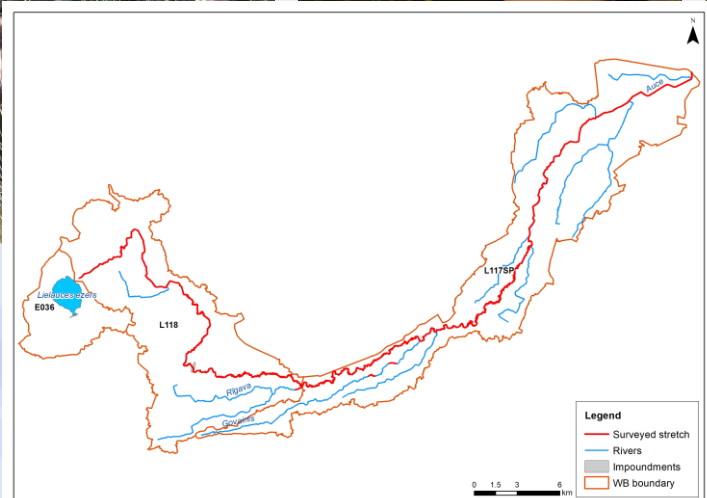 N
Auce
L117SP
Lielauces ezers
E036
L118
Rīgava
Legend
Surveyed stretch
Rivers
Impoundments
WB boundary
0 1.5 3 6
km